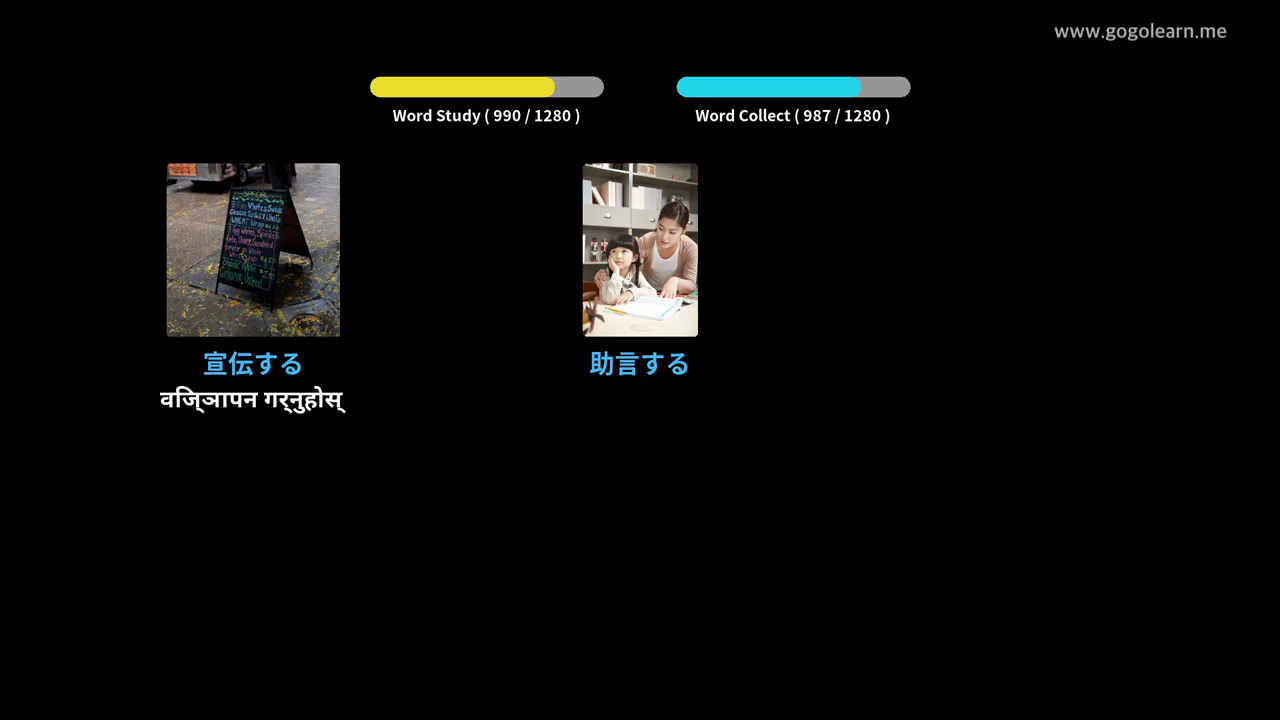 www.gogolearn.me
Word Study ( 990 / 1280 )
Word Collect ( 987 / 1280 )
宣伝する
विज्ञापन गर्नुहोस्
助言する